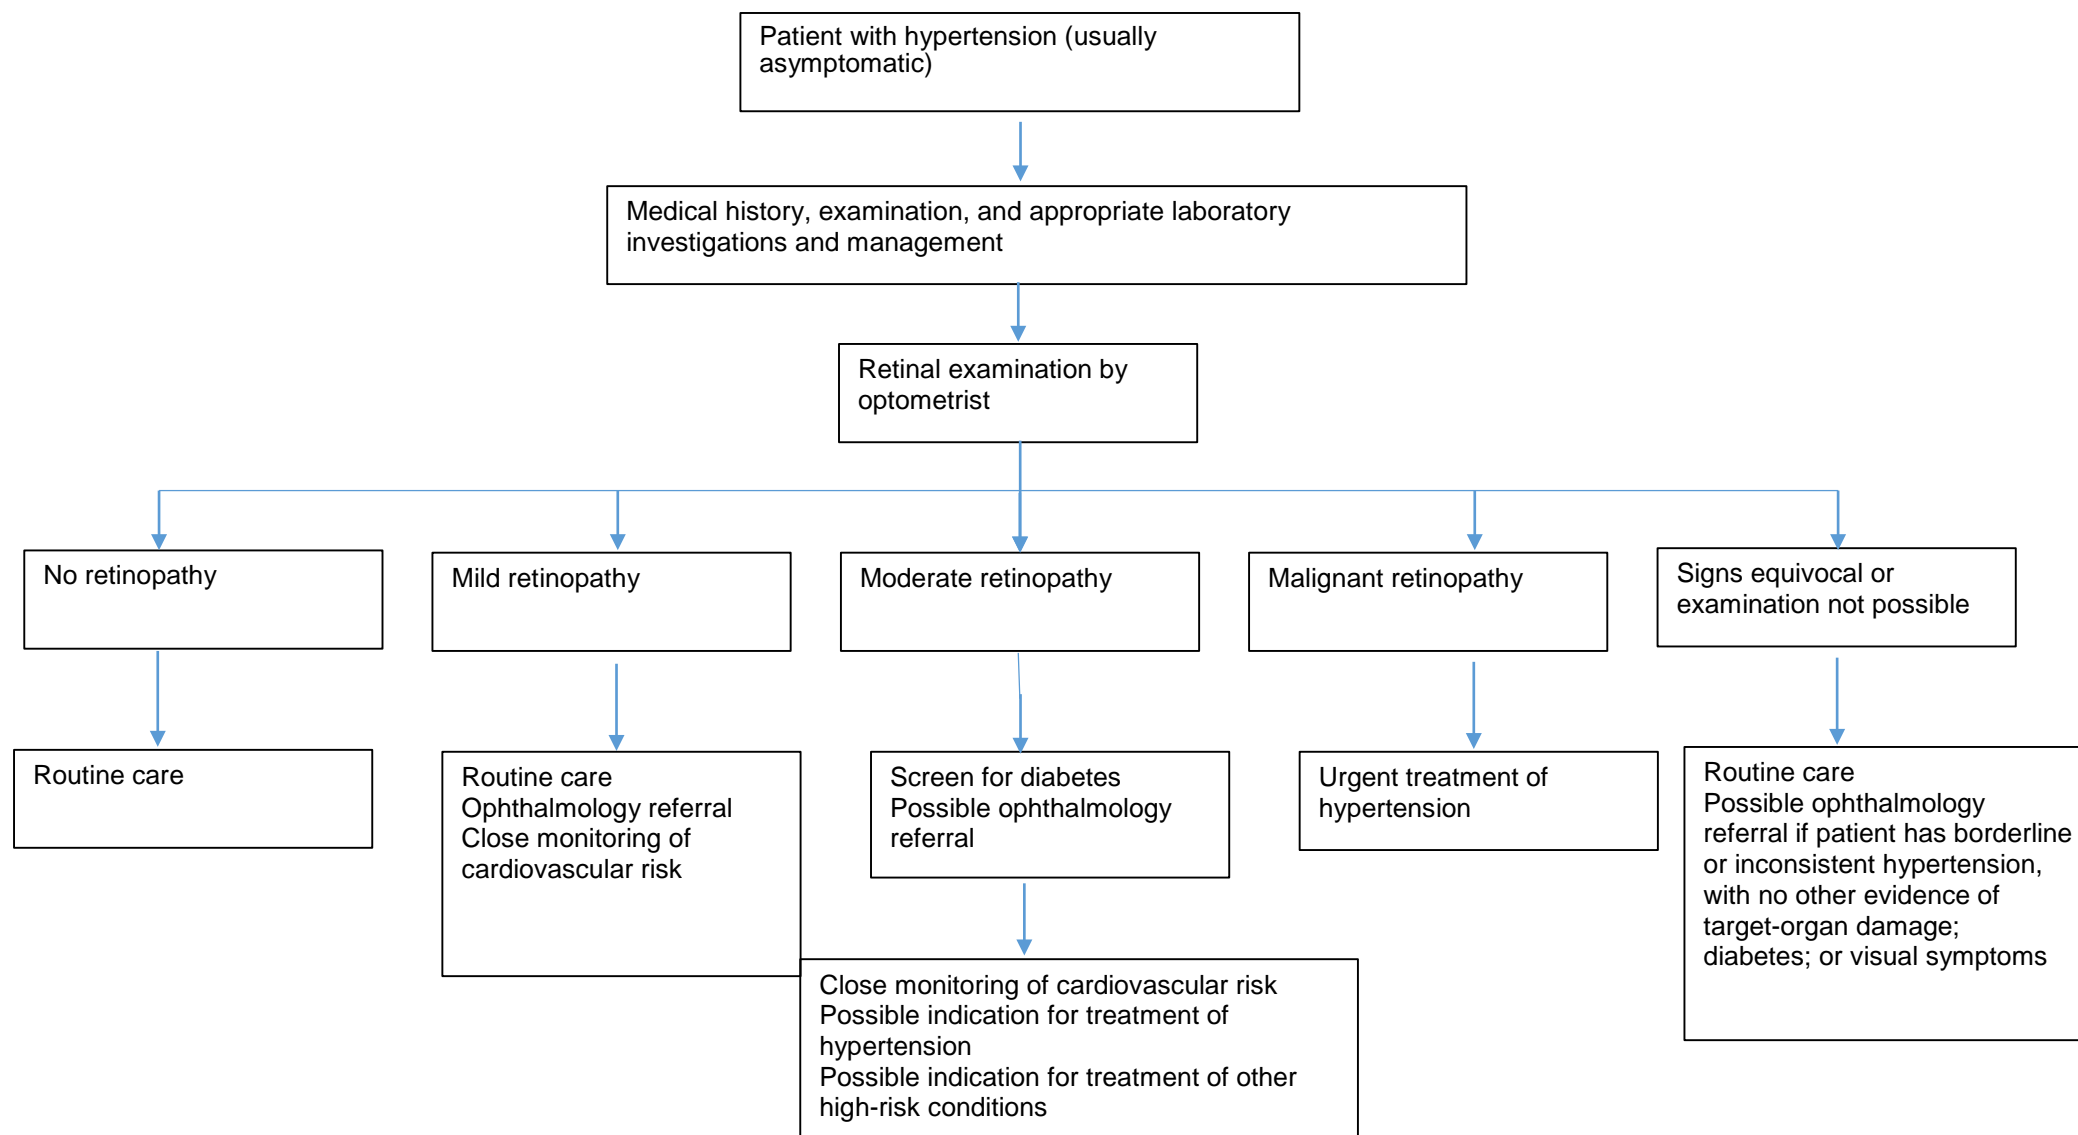 Patient with hypertension (usually
asymptomatic)
Medical history, examination, and appropriate laboratory
investigations and management
Retinal examination by
optometrist
No retinopathy
Mild retinopathy
Moderate retinopathy
Malignant retinopathy
Signs equivocal or
examination not possible
Routine care
Routine care
Ophthalmology referral
Close monitoring of
cardiovascular risk
Screen for diabetes
Possible ophthalmology
referral
Urgent treatment of
hypertension
Routine care
Possible ophthalmology
referral if patient has borderline
or inconsistent hypertension,
with no other evidence of
target-organ damage;
diabetes; or visual symptoms
Close monitoring of cardiovascular risk
Possible indication for treatment of
hypertension
Possible indication for treatment of other
high-risk conditions